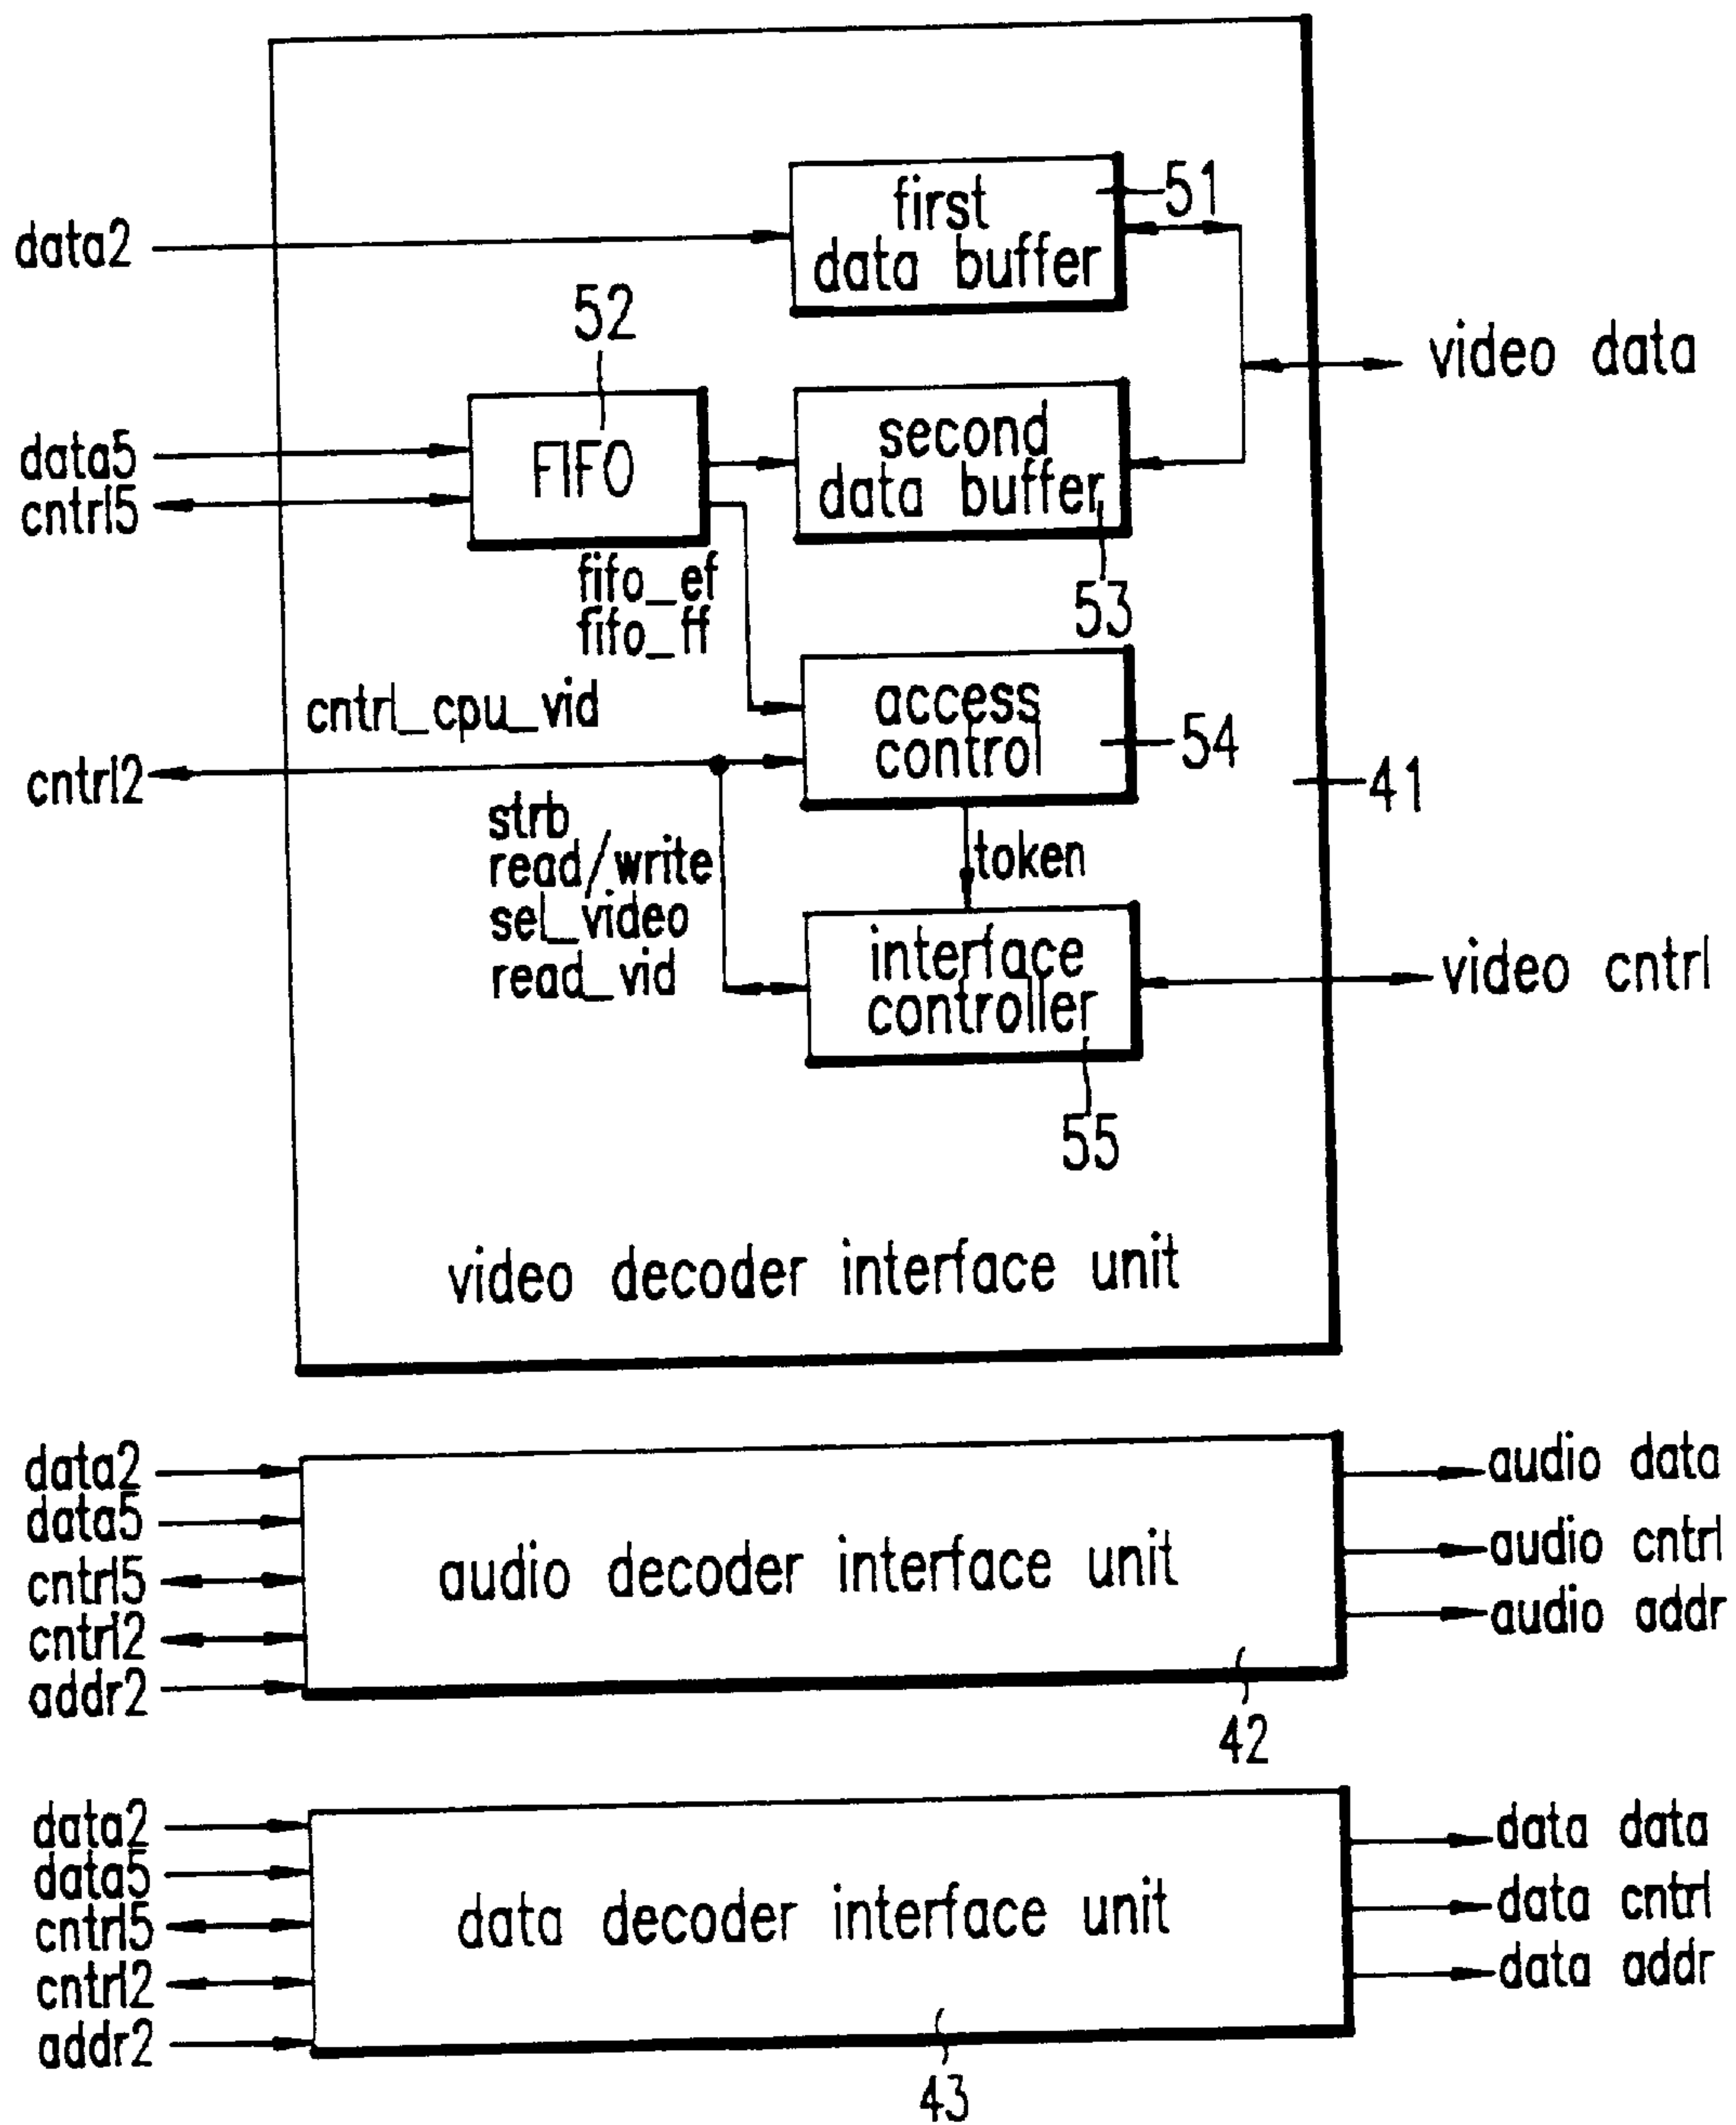 first
data buffer
51
data2
52
video data
second
data buffer
data5
cntrl5
FIFO
fifo_ef
fifo_ff
53
cntrl_cpu_vid
access
control
54
cntrl2
41
strb
read/write
sel_video
read_vid
token
interface
controller
video cntrl
55
video decoder interface unit
data2
data5
cntrl5
cntrl2
addr2
audio decoder interface unit
audio data
audio cntrl
audio addr
42
data2
data5
cntrl5
cntrl2
addr2
data decoder interface unit
data data
data cntrl
data addr
43